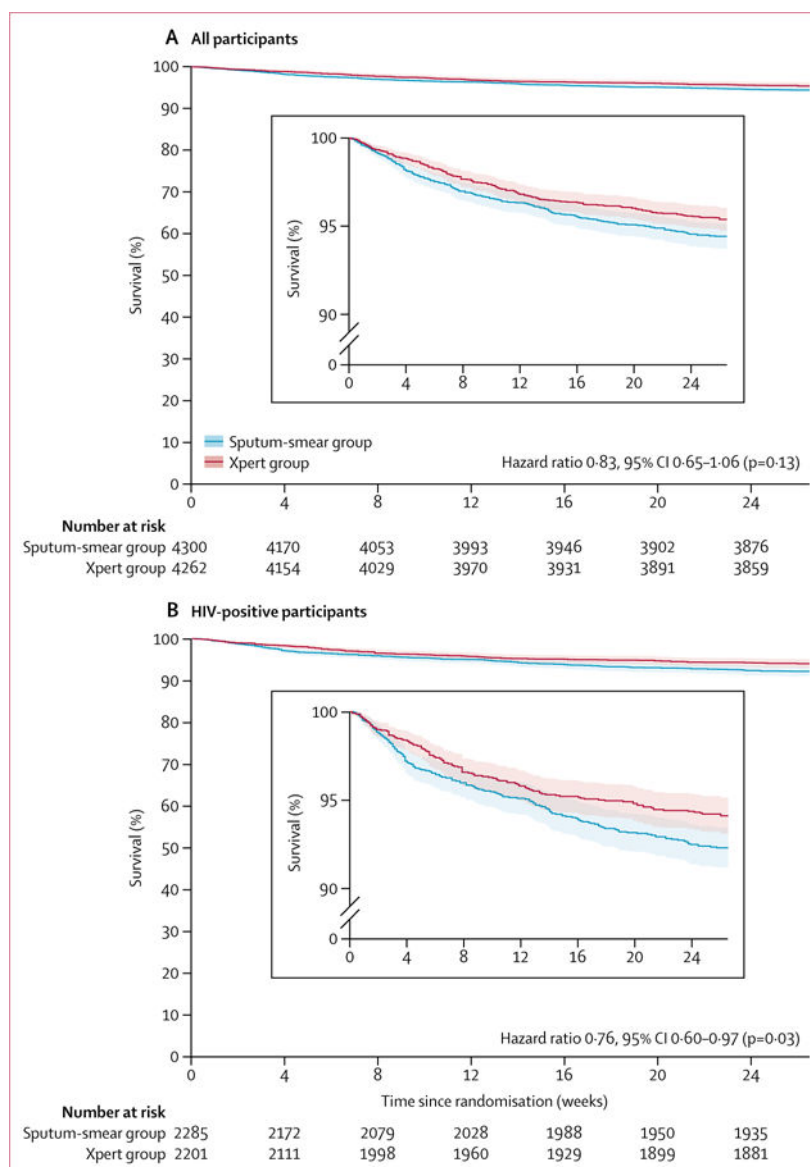 A All participants
100
90
80
70
60
50
40
30
20
10
0
Survival (%)
100
95
90
0
Survival (%)
0 4 8 12 16 20 24
Sputum-smear group
Xpert group
Hazard ratio 0·83, 95% CI 0·65–1·06 (p=0·13)
0 4 8 12 16 20 24
Number at risk
Sputum-smear group 4300 4170 4053 3993 3946 3902 3876
Xpert group 4262 4154 4029 3970 3931 3891 3859
B HIV-positive participants
100
90
80
70
60
50
40
30
20
10
0
Survival (%)
100
95
90
0
Survival (%)
0 4 8 12 16 20 24
Hazard ratio 0·76, 95% CI 0·60–0·97 (p=0·03)
0 4 8 12 16 20 24
Time since randomisation (weeks)
Number at risk
Sputum-smear group 2285 2172 2079 2028 1988 1950 1935
Xpert group 2201 2111 1998 1960 1929 1899 1881